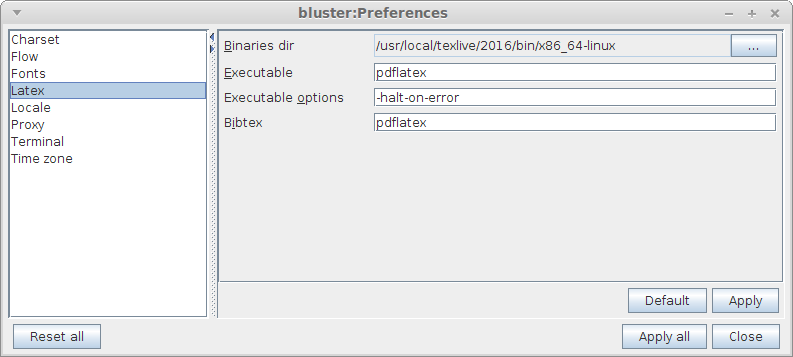 bluster:Preferences
Charset
Flow
Fonts
Latex
Locale
Proxy
Terminal
Time zone
Binaries dir /usr/local/texlive/2016/bin/x86_64-linux ...
Executable pdflatex
Executable options -halt-on-error
Bibtex pdflatex
Default Apply
Reset all Apply all Close